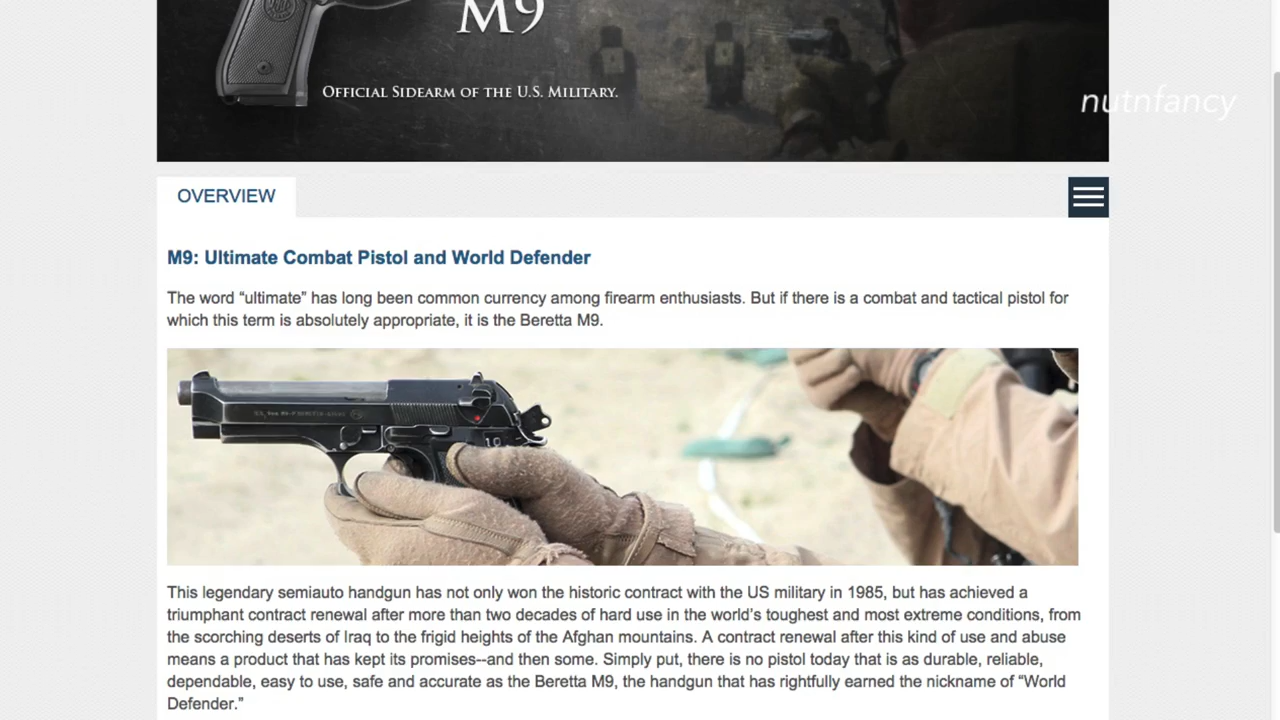 M9
OFFICIAL SIDEARM OF THE U.S. MILITARY.
nutnfancy
OVERVIEW
M9: Ultimate Combat Pistol and World Defender
The word “ultimate” has long been common currency among firearm enthusiasts. But if there is a combat and tactical pistol for
which this term is absolutely appropriate, it is the Beretta M9.
This legendary semiauto handgun has not only won the historic contract with the US military in 1985, but has achieved a
triumphant contract renewal after more than two decades of hard use in the world’s toughest and most extreme conditions, from
the scorching deserts of Iraq to the frigid heights of the Afghan mountains. A contract renewal after this kind of use and abuse
means a product that has kept its promises--and then some. Simply put, there is no pistol today that is as durable, reliable,
dependable, easy to use, safe and accurate as the Beretta M9, the handgun that has rightfully earned the nickname of “World
Defender.”